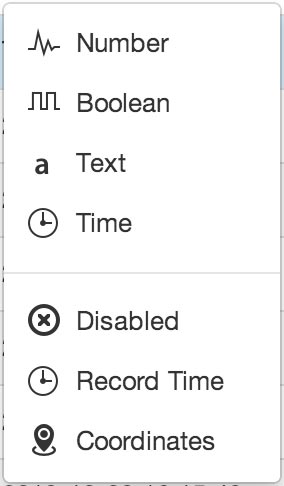 Number
Boolean
a Text
Time
Disabled
Record Time
Coordinates